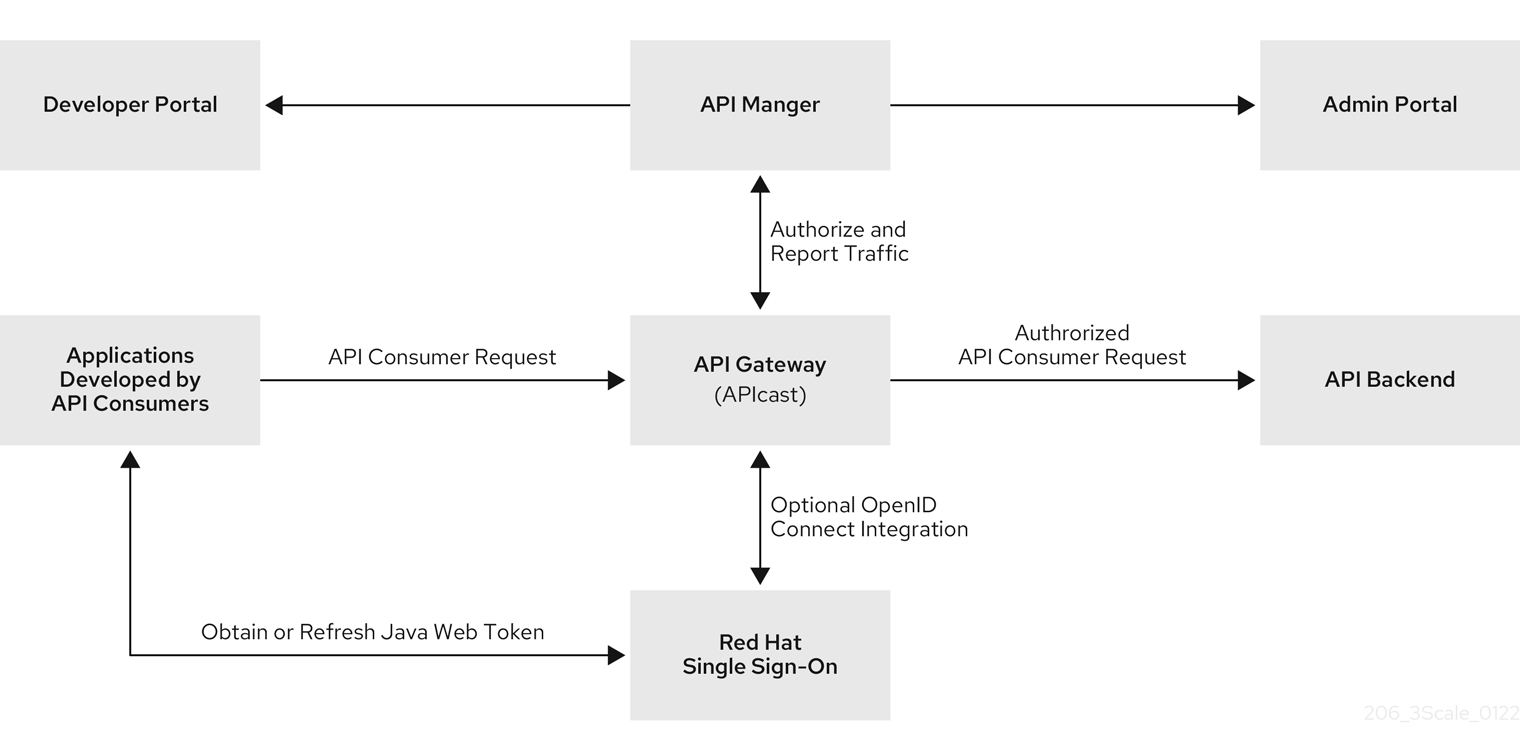 Developer Portal
API Manger
Admin Portal
Authorize and
Report Traffic
Applications
Developed by
API Consumers
API Consumer Request
API Gateway
(APIcast)
Authrorized
API Consumer Request
API Backend
Optional OpenID
Connect Integration
Obtain or Refresh Java Web Token
Red Hat
Single Sign-On
206_3Scale_0122